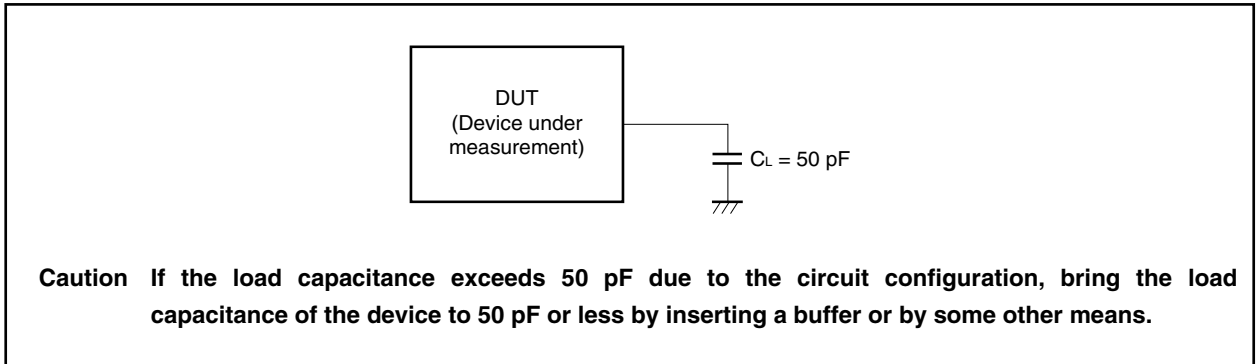 DUT
(Device under
measurement)
CL = 50 pF
Caution If the load capacitance exceeds 50 pF due to the circuit configuration, bring the load
capacitance of the device to 50 pF or less by inserting a buffer or by some other means.